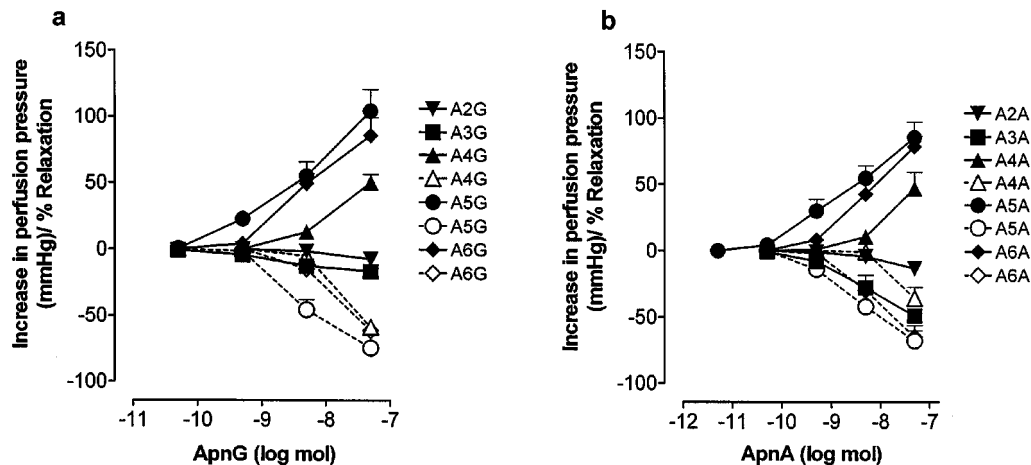 a
Increase in perfusion pressure
(mmHg)/ % Relaxation
150
100
50
0
-50
-100
-11
-10
-9
-8
-7
ApnG (log mol)
A2G
A3G
A4G
A4G
A5G
A5G
A6G
A6G
b
Increase in perfusion pressure
(mmHg)/ % Relaxation
150
100
50
0
-50
-100
-12
-11
-10
-9
-8
-7
ApnA (log mol)
A2A
A3A
A4A
A4A
A5A
A5A
A6A
A6A